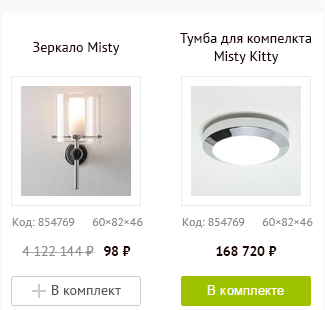 Зеркало Misty
Тумба для компелкта
Misty Kitty
Код: 854769 60×82×46
Код: 854769 60×82×46
4 122 144 ₽ 98 ₽
168 720 ₽
В комплект
В комплекте